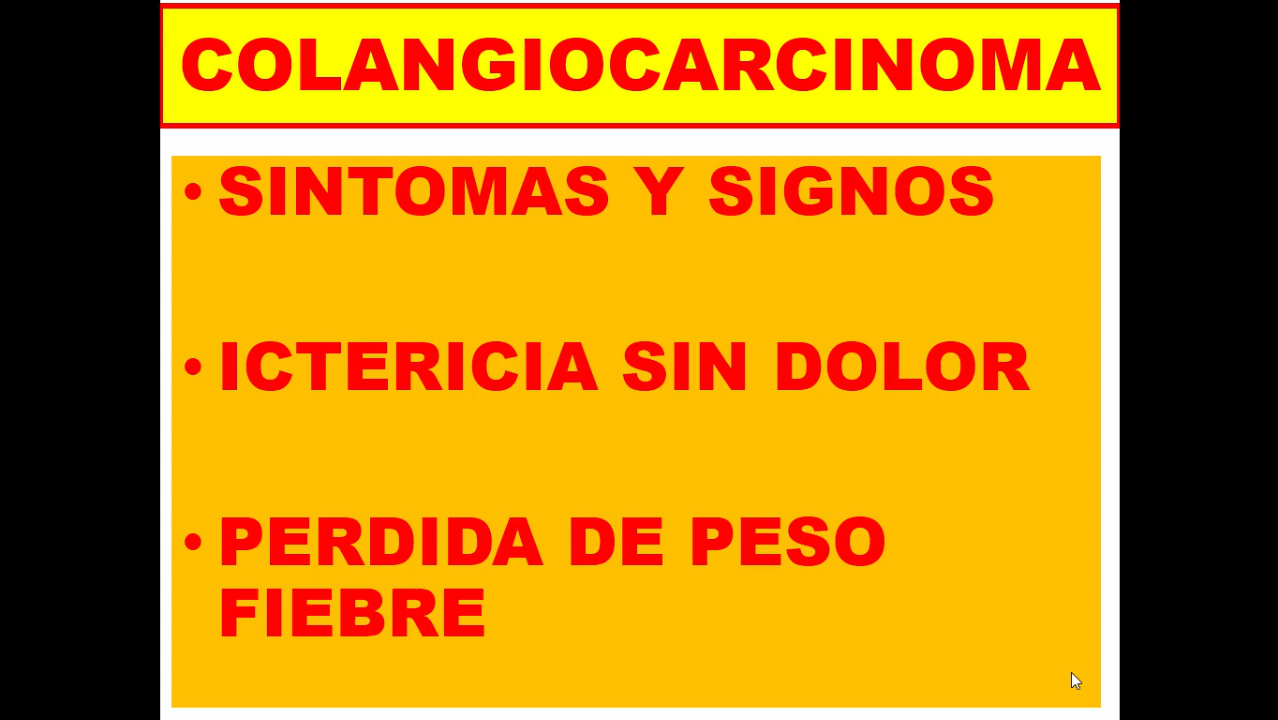 COLANGIOCARCINOMA
• SINTOMAS Y SIGNOS
• ICTERICIA SIN DOLOR
• PERDIDA DE PESO
FIEBRE